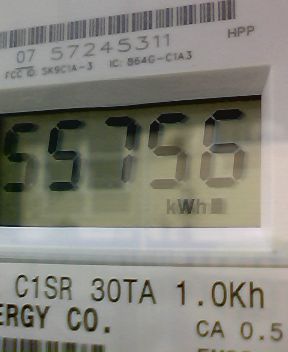 07 57245311 HPP
FCC ID: SK9C1A-3 IC: 864G-C1A3
55756
kWh
C1SR 30TA 1.0Kh
ERGY CO. CA 0.5